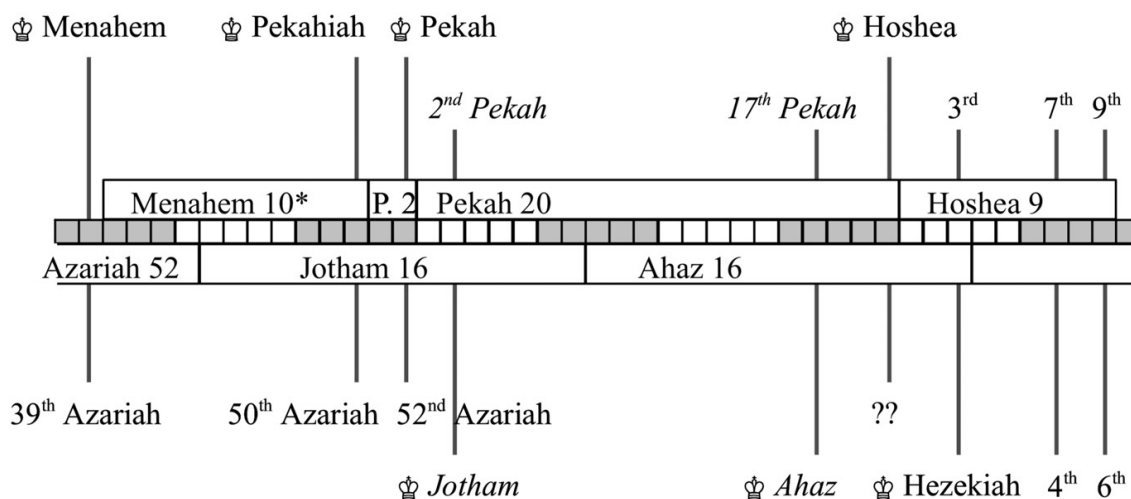 ♔ Menahem ♔ Pekahiah ♔ Pekah ♔ Hoshea
2nd Pekah 17th Pekah 3rd 7th 9th
Menahem 10* P. 2 Pekah 20 Hoshea 9
Azariah 52 Jotham 16 Ahaz 16
39th Azariah 50th Azariah 52nd Azariah ??
♔ Jotham ♔ Ahaz ♔ Hezekiah 4th 6th